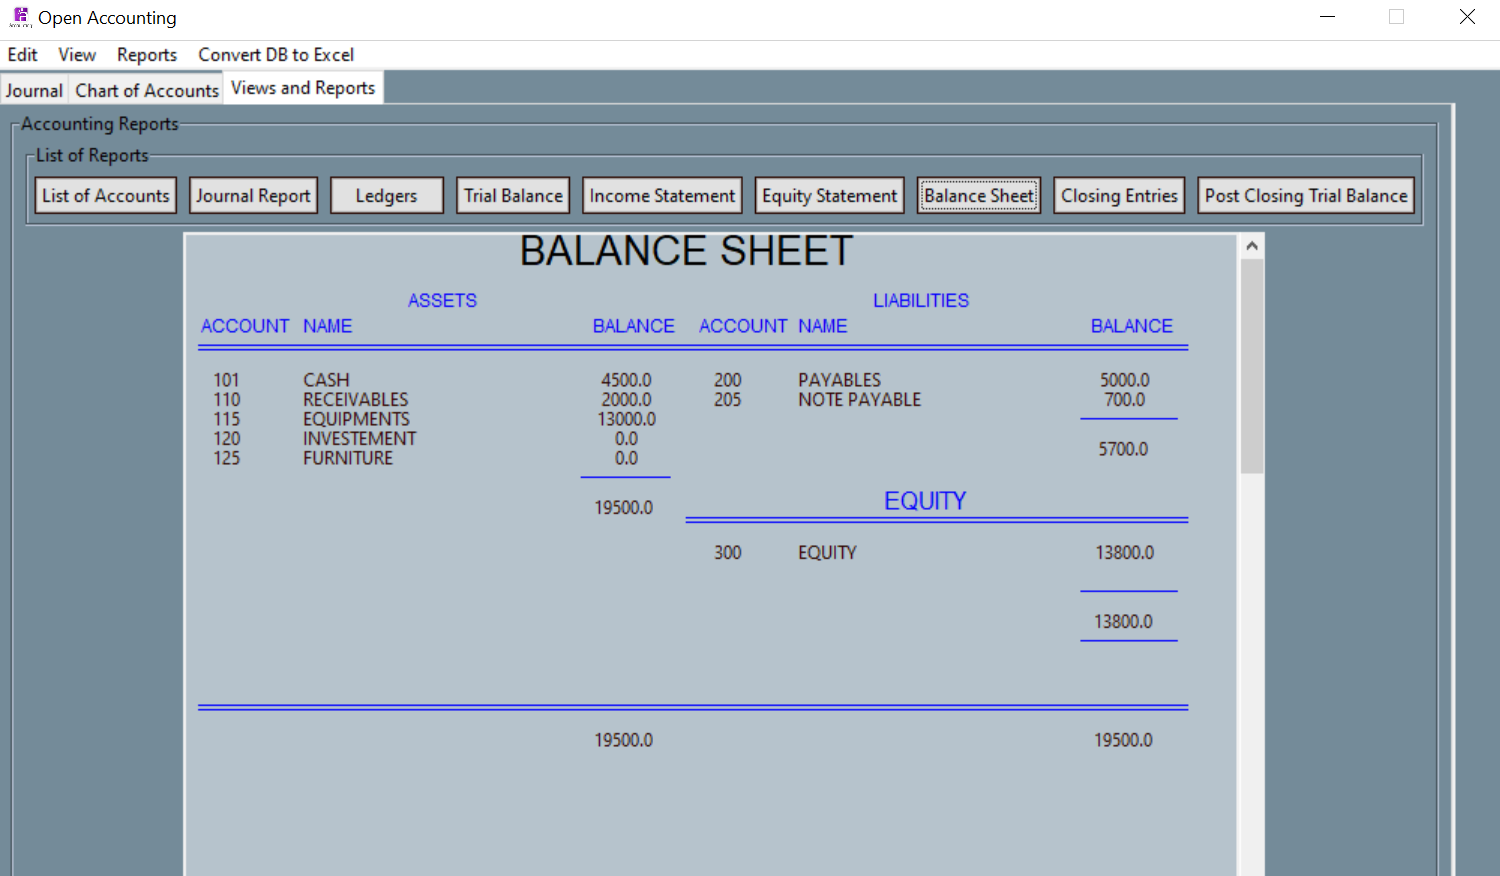 Open Accounting
Edit View Reports Convert DB to Excel
Journal Chart of Accounts Views and Reports
Accounting Reports
List of Reports
List of Accounts Journal Report Ledgers Trial Balance Income Statement Equity Statement Balance Sheet Closing Entries Post Closing Trial Balance
BALANCE SHEET
ASSETS LIABILITIES
ACCOUNT NAME BALANCE ACCOUNT NAME BALANCE
101 CASH 4500.0 200 PAYABLES 5000.0
110 RECEIVABLES 2000.0 205 NOTE PAYABLE 700.0
115 EQUIPMENTS 13000.0
120 INVESTEMENT 0.0
125 FURNITURE 0.0
5700.0
19500.0
EQUITY
300 EQUITY 13800.0
13800.0
19500.0 19500.0